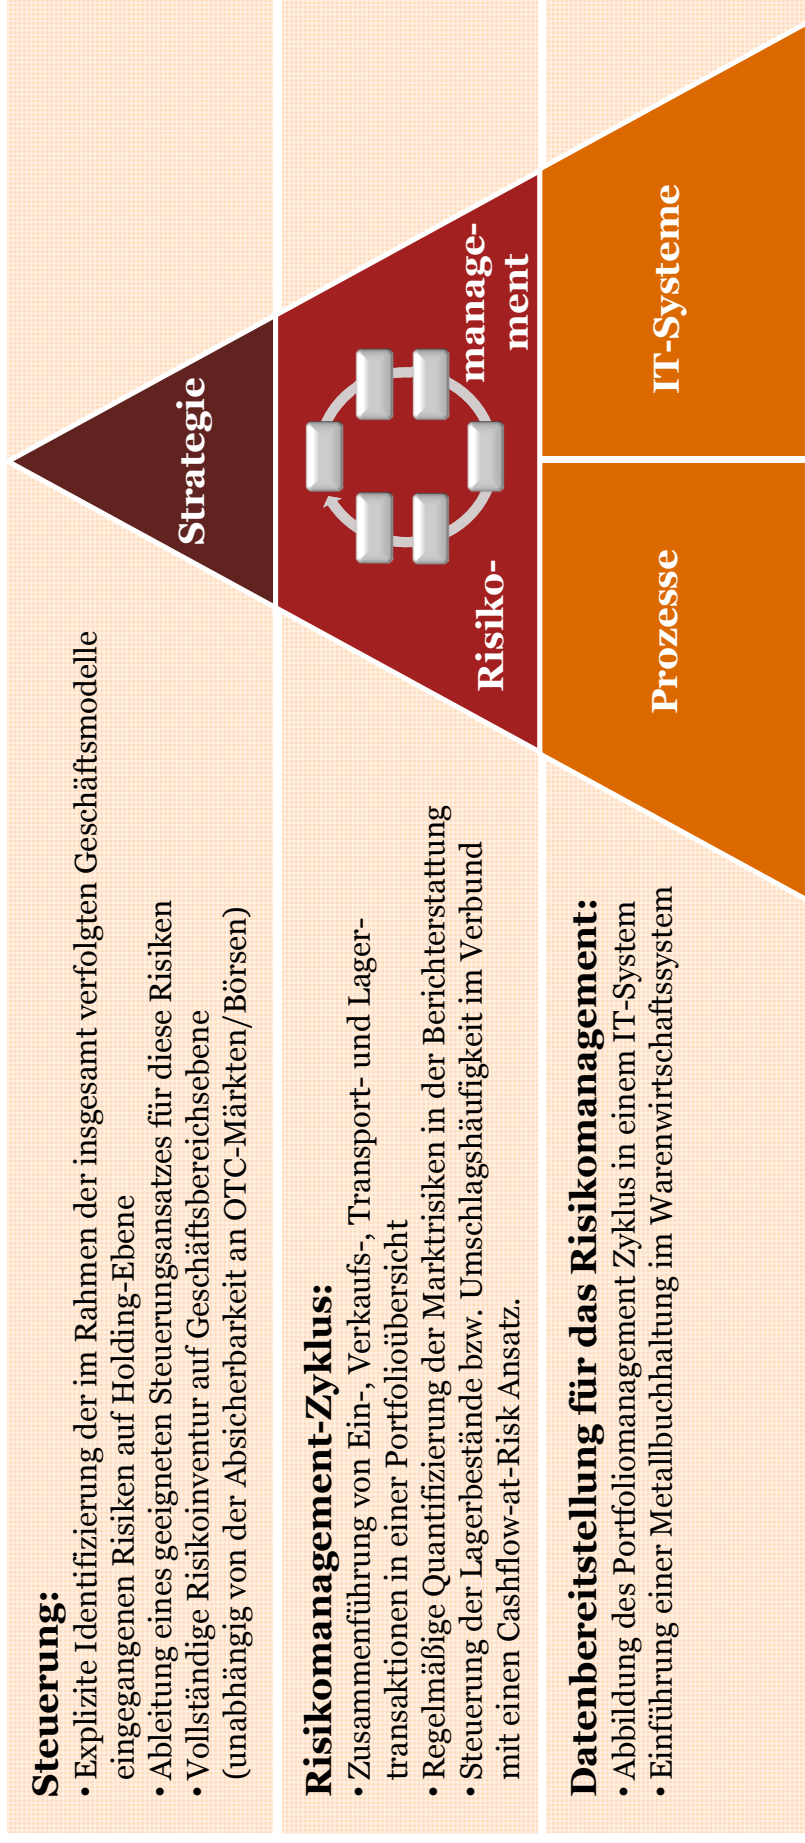 Steuerung:
• Explizite Identifizierung der im Rahmen der insgesamt verfolgten Geschäftsmodelle
eingegangenen Risiken auf Holding-Ebene
• Ableitung eines geeigneten Steuerungsansatzes für diese Risiken
• Vollständige Risikoinventur auf Geschäftsbereichsebene
(unabhängig von der Absicherbarkeit an OTC-Märkten/Börsen)
Strategie
Risikomanagement-Zyklus:
• Zusammenführung von Ein-, Verkaufs-, Transport- und Lager-
transaktionen in einer Portfolioübersicht
• Regelmäßige Quantifizierung der Marktrisiken in der Berichterstattung
• Steuerung der Lagerbestände bzw. Umschlagshäufigkeit im Verbund
mit einen Cashflow-at-Risk Ansatz.
Risiko-
manage-
ment
Datenbereitstellung für das Risikomanagement:
• Abbildung des Portfoliomanagement Zyklus in einem IT-System
• Einführung einer Metallbuchhaltung im Warenwirtschaftssystem
Prozesse
IT-Systeme